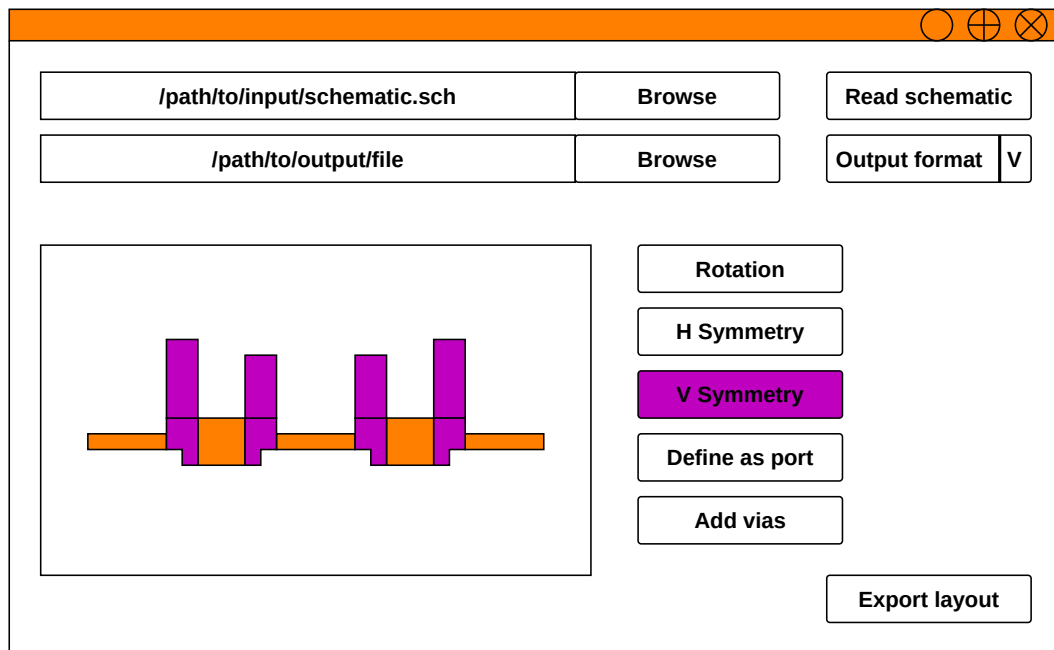 /path/to/input/schematic.sch
Browse
Read schematic
/path/to/output/file
Browse
Output format
V
Rotation
H Symmetry
V Symmetry
Define as port
Add vias
Export layout